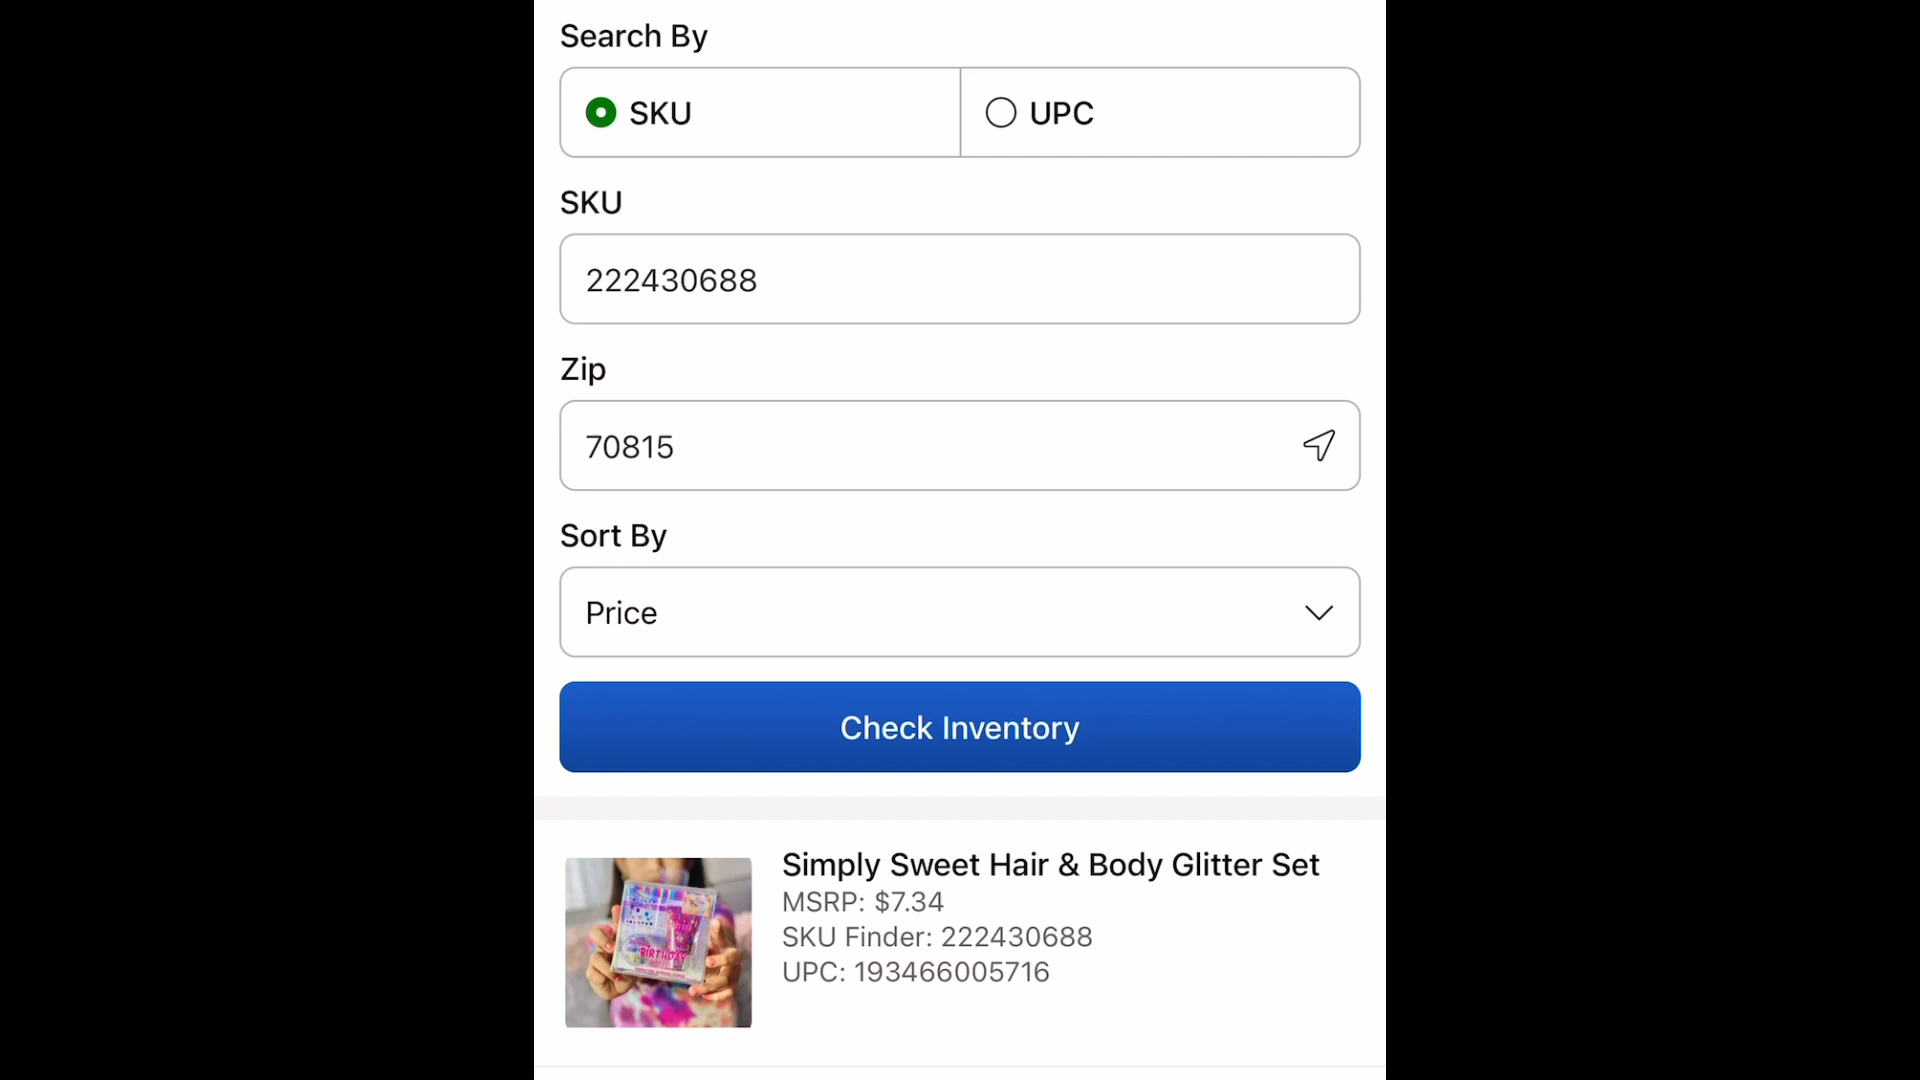 Search By
SKU
UPC
SKU
222430688
Zip
70815
Sort By
Price
Check Inventory
Simply Sweet Hair & Body Glitter Set
MSRP: $7.34
SKU Finder: 222430688
UPC: 193466005716
BIRTHDAY